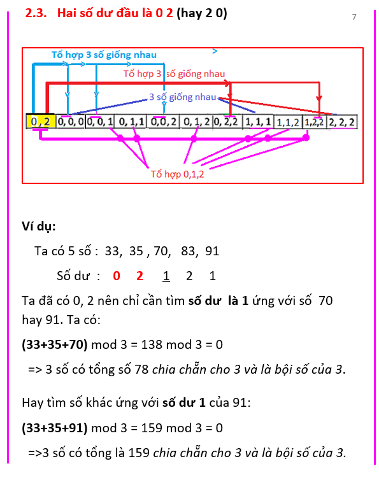 2.3. Hai số dư đầu là 0 2 (hay 2 0)
7
Tổ hợp 3 số giống nhau
>
Tổ hợp 3 số giống nhau
3 số giống nhau
0, 2 0, 0, 0 0, 0, 1 0, 1, 1 0, 0, 2 0, 1, 2 0, 2, 2 1, 1, 1 1, 1, 2 1, 2, 2 2, 2, 2
Tổ hợp 0,1,2
Ví dụ:
Ta có 5 số : 33, 35 , 70, 83, 91
Số dư : 0 2 1 2 1
Ta đã có 0, 2 nên chỉ cần tìm số dư là 1 ứng với số 70
hay 91. Ta có:
(33+35+70) mod 3 = 138 mod 3 = 0
=> 3 số có tổng số 78 chia chẵn cho 3 và là bội số của 3.
Hay tìm số khác ứng với số dư 1 của 91:
(33+35+91) mod 3 = 159 mod 3 = 0
=>3 số có tổng là 159 chia chẵn cho 3 và là bội số của 3.